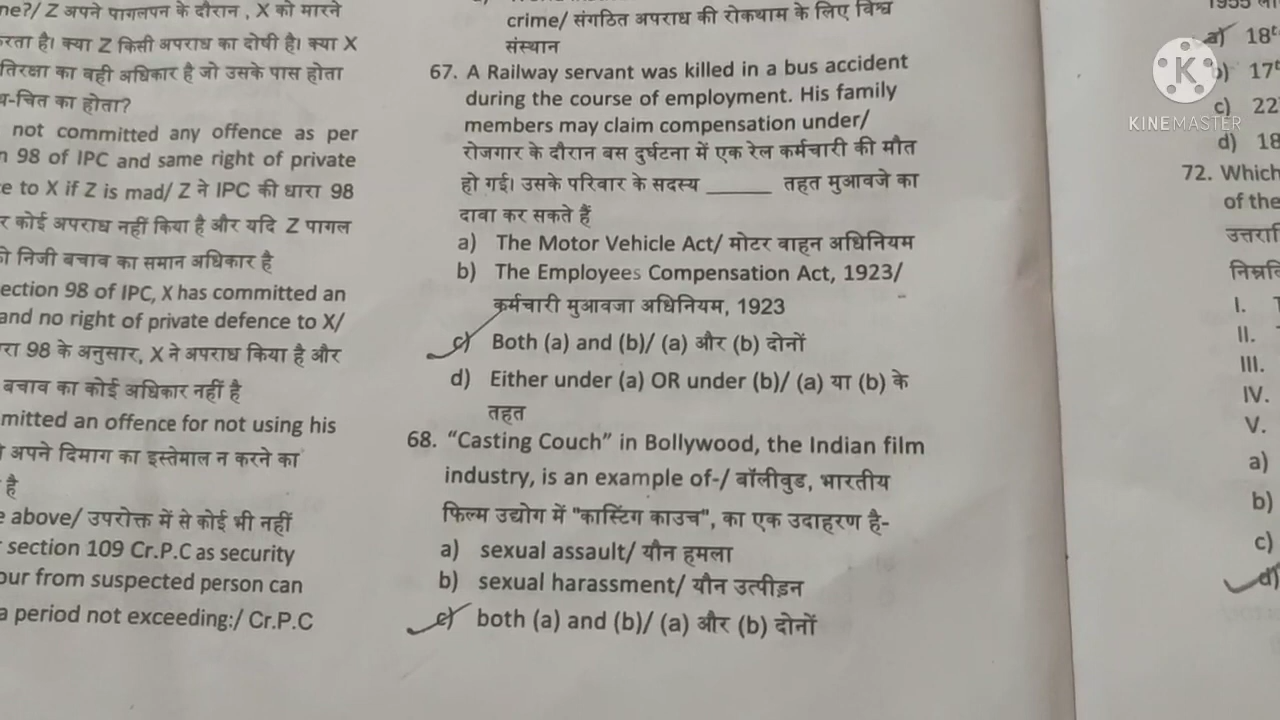 ne?/ Z अपने पागलपन के दौरान , X को मारने
करता है। क्या Z किसी अपराध का दोषी है। क्या X
वही अधिकार है जो उसके पास होता
का होता?
not committed any offence as per
98 of IPC and same right of private
e to X if Z is mad/ Z ने IPC की धारा 98
कोई अपराध नहीं किया है और यदि Z पागल
निजी बचाव का समान अधिकार है
ection 98 of IPC, X has committed an
and no right of private defence to X/
98 के अनुसार, X ने अपराध किया है और
बचाव का कोई अधिकार नहीं है
mitted an offence for not using his
अपने दिमाग का इस्तेमाल न करने का
है
above/ उपरोक्त में से कोई भी नहीं
section 109 Cr.P.C as security
our from suspected person can
a period not exceeding:/ Cr.P.C
crime/ संगठित अपराध की रोकथाम के लिए विश्व
संस्थान
67. A Railway servant was killed in a bus accident
during the course of employment. His family
members may claim compensation under/
रोजगार के दौरान बस दुर्घटना में एक रेल कर्मचारी की मौत
हो गई। उसके परिवार के सदस्य ______ तहत मुआवजे का
दावा कर सकते हैं
a) The Motor Vehicle Act/ मोटर वाहन अधिनियम
b) The Employees Compensation Act, 1923/
कर्मचारी मुआवजा अधिनियम, 1923
c) Both (a) and (b)/ (a) और (b) दोनों
d) Either under (a) OR under (b)/ (a) या (b) के
तहत
68. “Casting Couch” in Bollywood, the Indian film
industry, is an example of-/ बॉलीवुड, भारतीय
फिल्म उद्योग में "कास्टिंग काउच", का एक उदाहरण है-
a) sexual assault/ यौन हमला
b) sexual harassment/ यौन उत्पीड़न
c) both (a) and (b)/ (a) और (b) दोनों
a) 18
b) 17
c) 22
d) 18
72. Which
of the
I.
II.
III.
IV.
V.
a)
b)
c)
d)
K
KINEMASTER